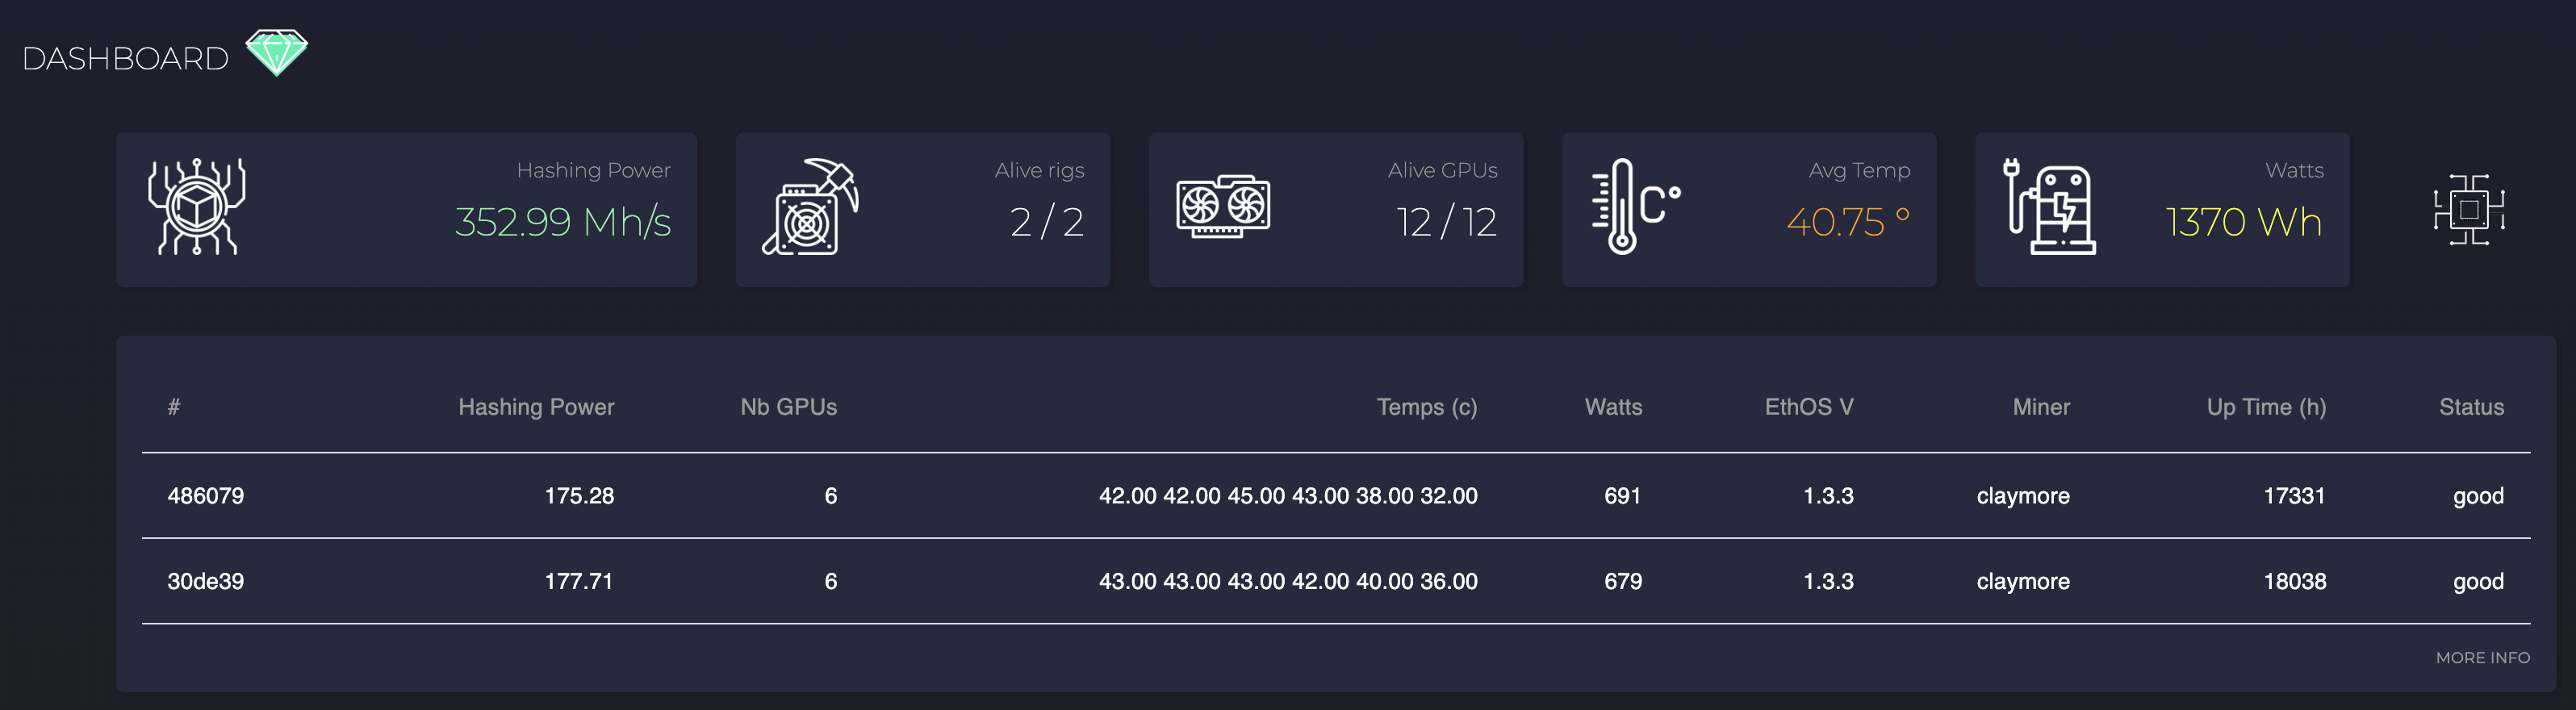 DASHBOARD
Hashing Power
352.99 Mh/s
Alive rigs
2 / 2
Alive GPUs
12 / 12
C°
Avg Temp
40.75 °
Watts
1370 Wh
# Hashing Power Nb GPUs Temps (c) Watts EthOS V Miner Up Time (h) Status
486079 175.28 6 42.00 42.00 45.00 43.00 38.00 32.00 691 1.3.3 claymore 17331 good
30de39 177.71 6 43.00 43.00 43.00 42.00 40.00 36.00 679 1.3.3 claymore 18038 good
MORE INFO